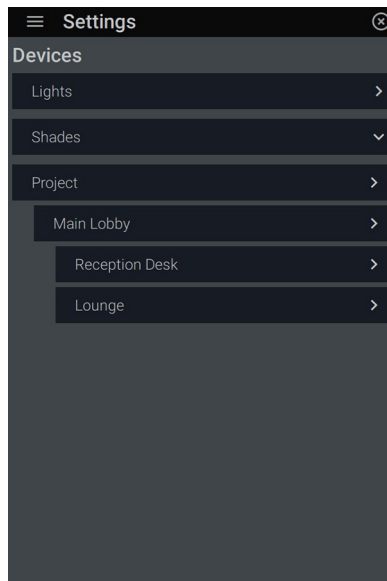 Settings
Devices
Lights
Shades
Project
Main Lobby
Reception Desk
Lounge